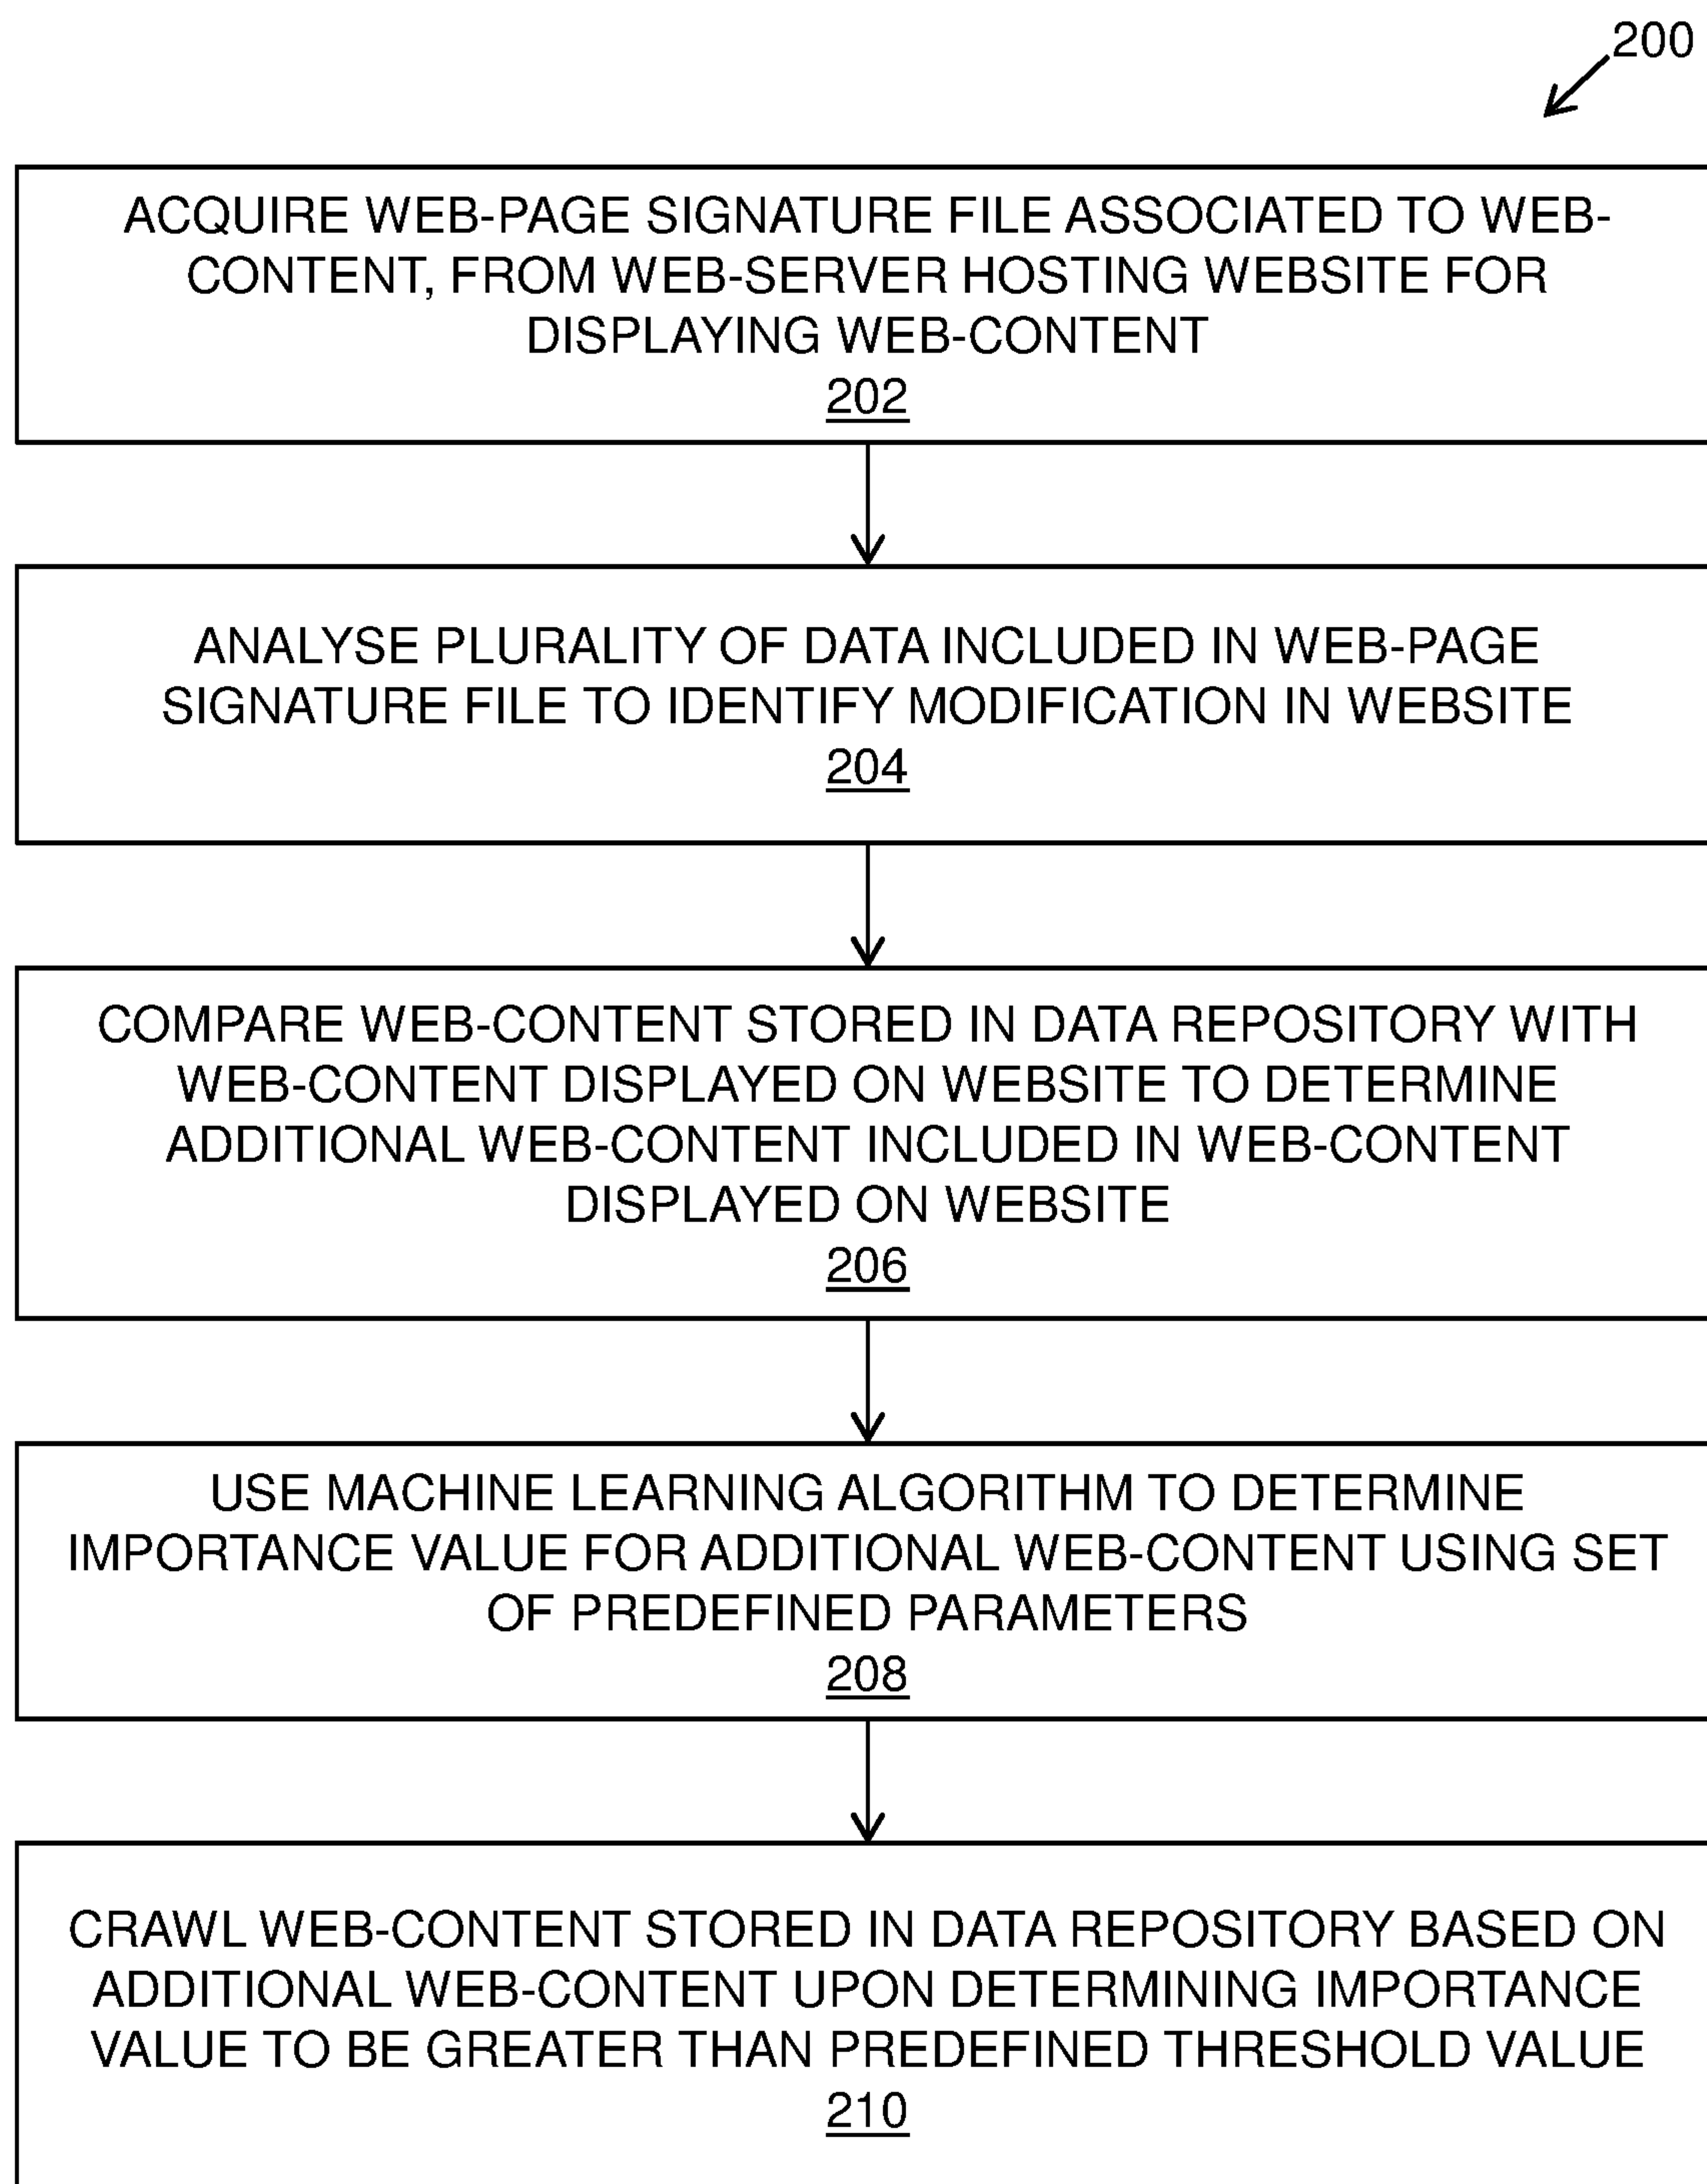 200
ACQUIRE WEB-PAGE SIGNATURE FILE ASSOCIATED TO WEB-
CONTENT, FROM WEB-SERVER HOSTING WEBSITE FOR
DISPLAYING WEB-CONTENT
202
ANALYSE PLURALITY OF DATA INCLUDED IN WEB-PAGE
SIGNATURE FILE TO IDENTIFY MODIFICATION IN WEBSITE
204
COMPARE WEB-CONTENT STORED IN DATA REPOSITORY WITH
WEB-CONTENT DISPLAYED ON WEBSITE TO DETERMINE
ADDITIONAL WEB-CONTENT INCLUDED IN WEB-CONTENT
DISPLAYED ON WEBSITE
206
USE MACHINE LEARNING ALGORITHM TO DETERMINE
IMPORTANCE VALUE FOR ADDITIONAL WEB-CONTENT USING SET
OF PREDEFINED PARAMETERS
208
CRAWL WEB-CONTENT STORED IN DATA REPOSITORY BASED ON
ADDITIONAL WEB-CONTENT UPON DETERMINING IMPORTANCE
VALUE TO BE GREATER THAN PREDEFINED THRESHOLD VALUE
210